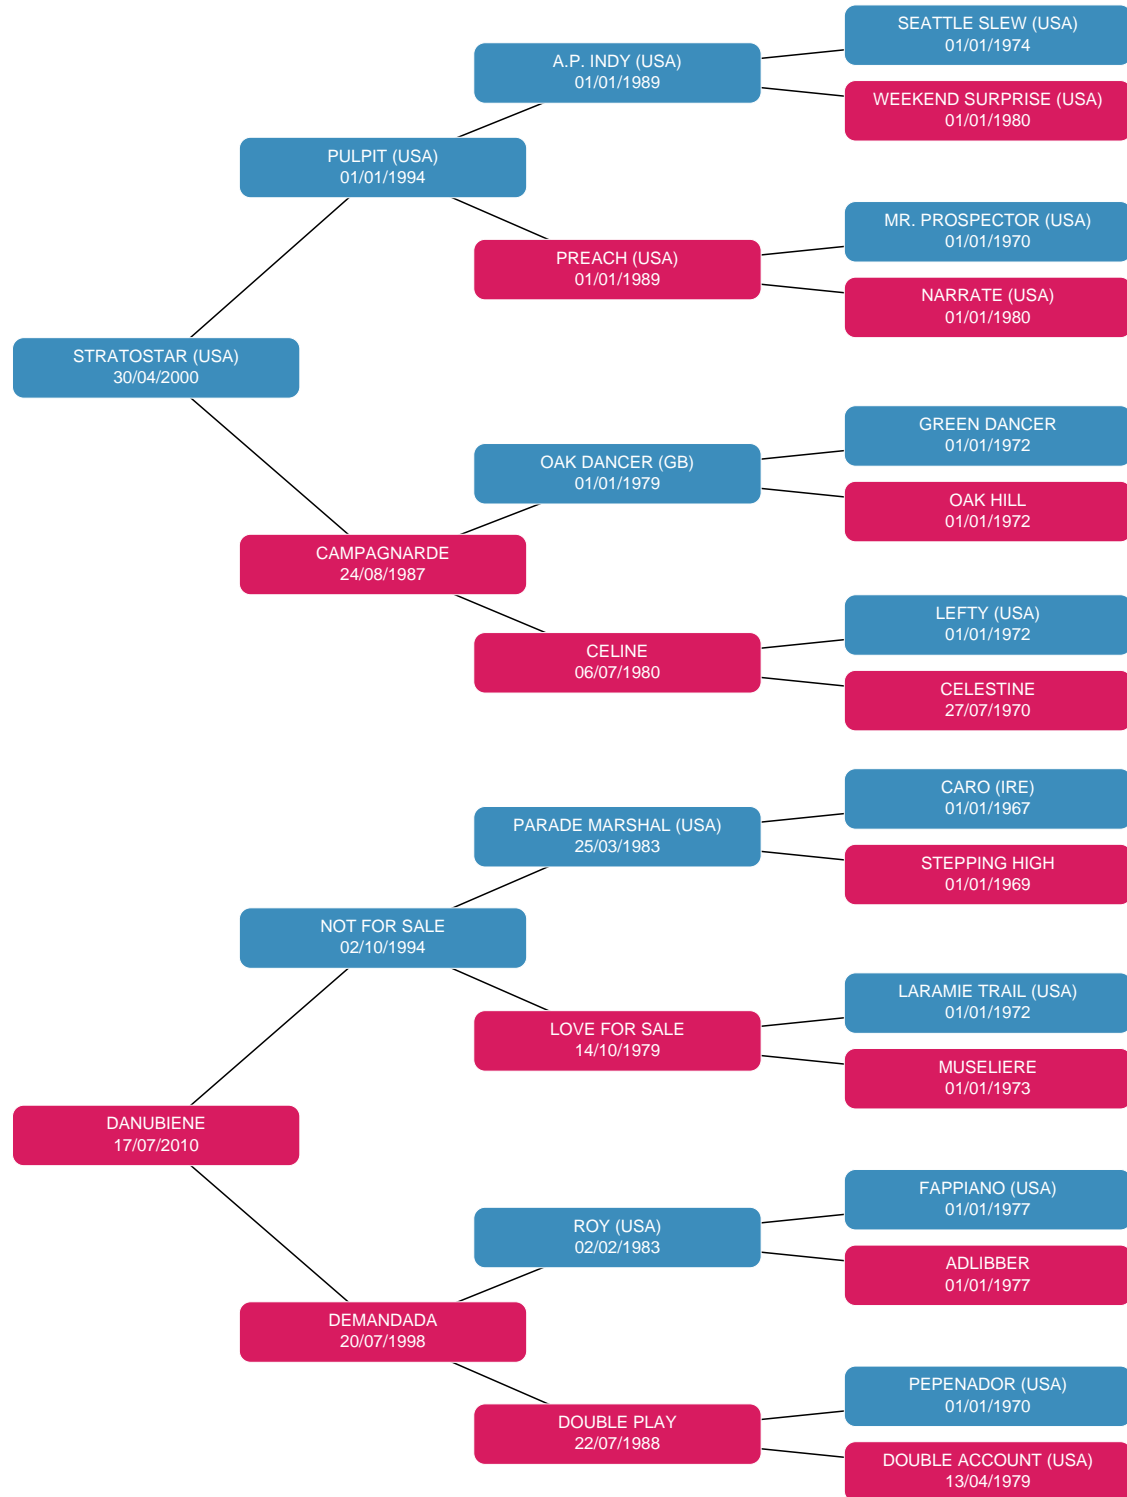 SEATTLE SLEW (USA)
01/01/1974
A.P. INDY (USA)
01/01/1989
WEEKEND SURPRISE (USA)
01/01/1980
PULPIT (USA)
01/01/1994
MR. PROSPECTOR (USA)
01/01/1970
PREACH (USA)
01/01/1989
NARRATE (USA)
01/01/1980
STRATOSTAR (USA)
30/04/2000
GREEN DANCER
01/01/1972
OAK DANCER (GB)
01/01/1979
OAK HILL
01/01/1972
CAMPAGNARDE
24/08/1987
LEFTY (USA)
01/01/1972
CELINE
06/07/1980
CELESTINE
27/07/1970
CARO (IRE)
01/01/1967
PARADE MARSHAL (USA)
25/03/1983
STEPPING HIGH
01/01/1969
NOT FOR SALE
02/10/1994
LARAMIE TRAIL (USA)
01/01/1972
LOVE FOR SALE
14/10/1979
MUSELIERE
01/01/1973
DANUBIENE
17/07/2010
FAPPIANO (USA)
01/01/1977
ROY (USA)
02/02/1983
ADLIBBER
01/01/1977
DEMANDADA
20/07/1998
PEPENADOR (USA)
01/01/1970
DOUBLE PLAY
22/07/1988
DOUBLE ACCOUNT (USA)
13/04/1979